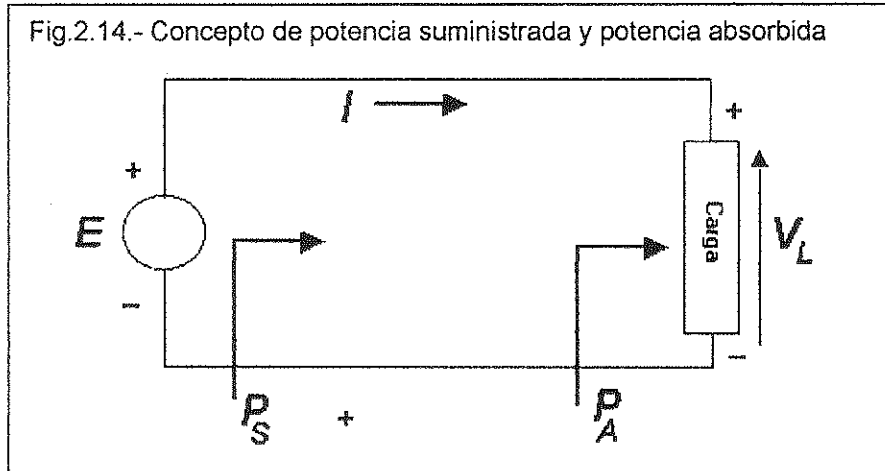 Fig.2.14.- Concepto de potencia suministrada y potencia absorbida
I
+
+
E
Carga
V_L
−
−
P_S
+
P_A